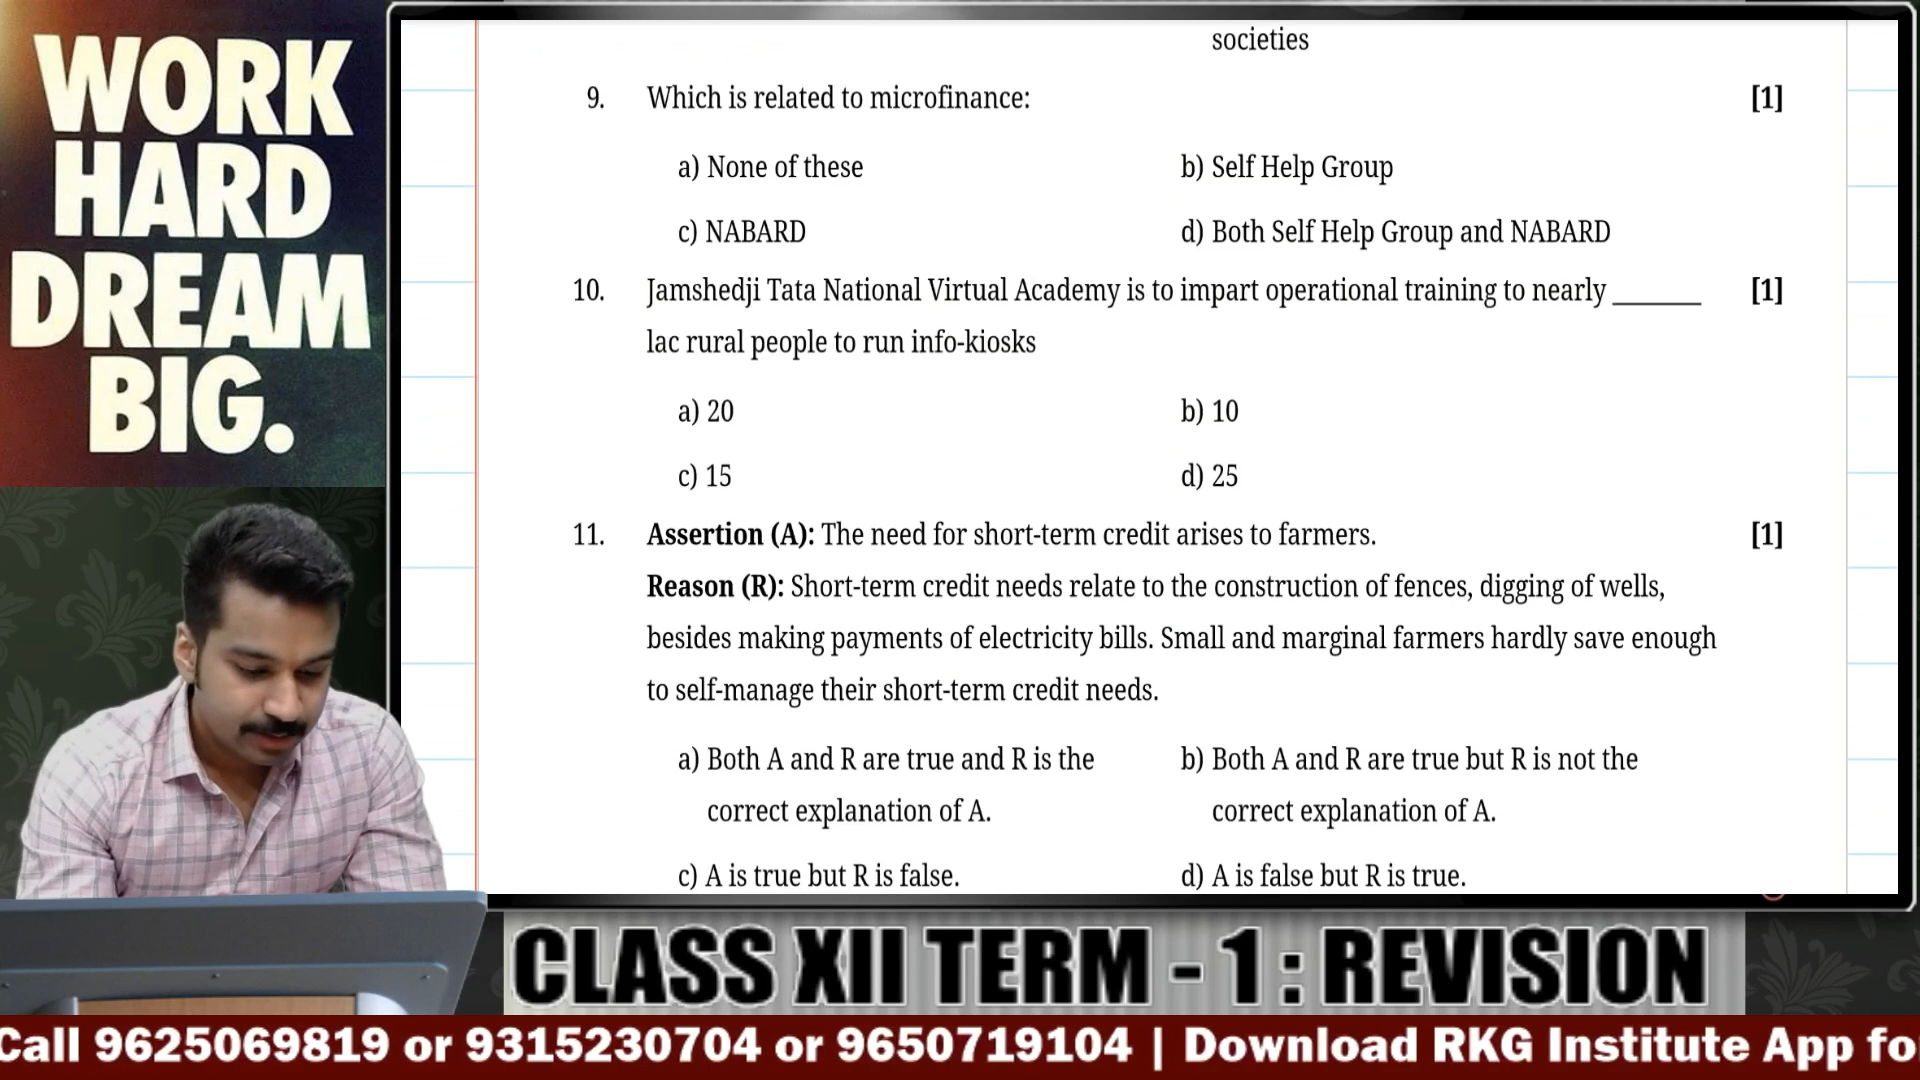 WORK
HARD
DREAM
BIG.
societies
9. Which is related to microfinance: [1]
a) None of these b) Self Help Group
c) NABARD d) Both Self Help Group and NABARD
10. Jamshedji Tata National Virtual Academy is to impart operational training to nearly _______ [1]
lac rural people to run info-kiosks
a) 20 b) 10
c) 15 d) 25
11. Assertion (A): The need for short-term credit arises to farmers. [1]
Reason (R): Short-term credit needs relate to the construction of fences, digging of wells,
besides making payments of electricity bills. Small and marginal farmers hardly save enough
to self-manage their short-term credit needs.
a) Both A and R are true and R is the b) Both A and R are true but R is not the
correct explanation of A. correct explanation of A.
c) A is true but R is false. d) A is false but R is true.
CLASS XII TERM - 1 : REVISION
Call 9625069819 or 9315230704 or 9650719104 | Download RKG Institute App fo